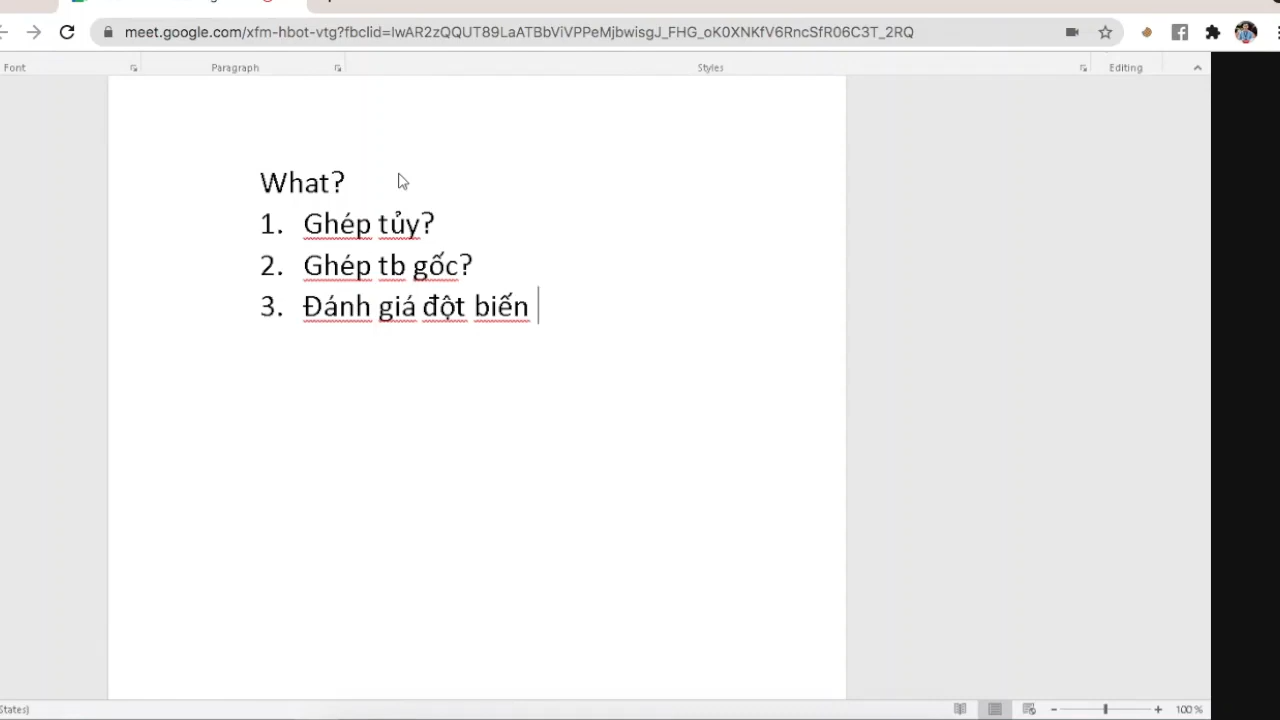 meet.google.com/xfm-hbot-vtg?fbclid=IwAR2zQQUT89LaATBbViVPPeMjbwisgJ_FHG_oK0XNKfV6RncSfR06C3T_2RQ
Font Paragraph Styles Editing
What?
1. Ghép tủy?
2. Ghép tb gốc?
3. Đánh giá đột biến
States) 100%